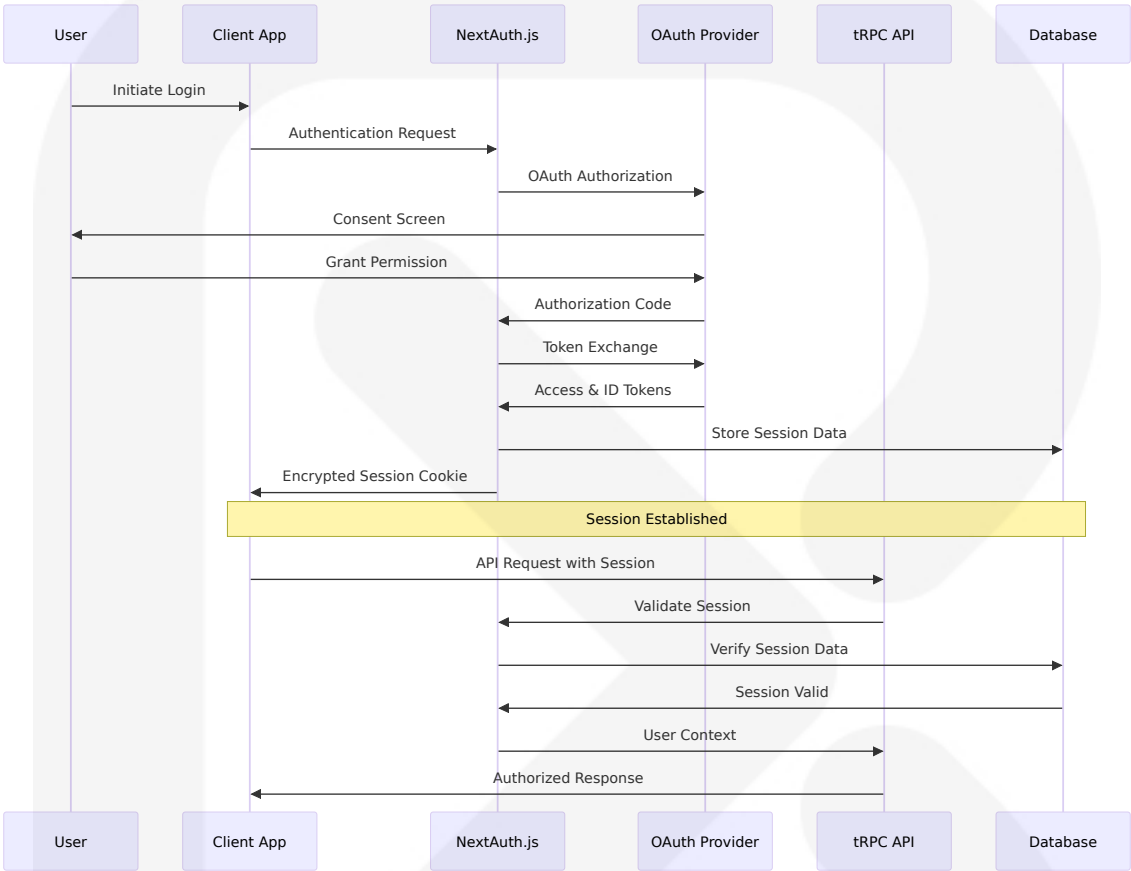 User
Client App
NextAuth.js
OAuth Provider
tRPC API
Database
Initiate Login
Authentication Request
OAuth Authorization
Consent Screen
Grant Permission
Authorization Code
Token Exchange
Access & ID Tokens
Store Session Data
Encrypted Session Cookie
Session Established
API Request with Session
Validate Session
Verify Session Data
Session Valid
User Context
Authorized Response
User
Client App
NextAuth.js
OAuth Provider
tRPC API
Database